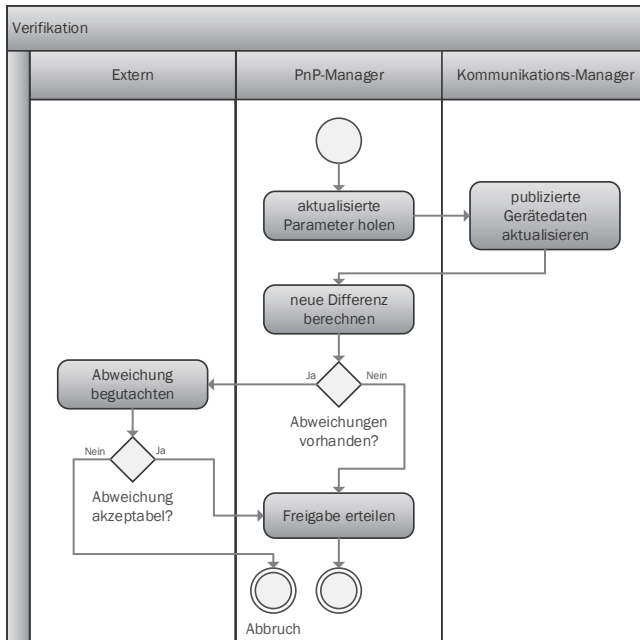 Verifikation
Extern
PnP-Manager
Kommunikations-Manager
aktualisierte
Parameter holen
publizierte
Gerätedaten
aktualisieren
neue Differenz
berechnen
Abweichung
begutachten
Ja
Nein
Abweichungen
vorhanden?
Nein
Ja
Abweichung
akzeptabel?
Freigabe erteilen
Abbruch